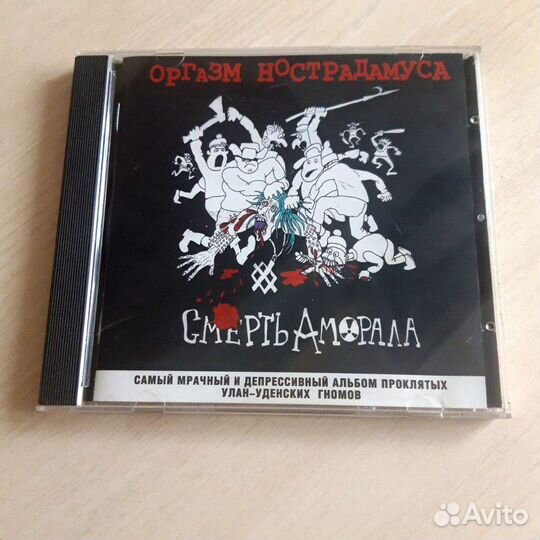 ОРГАЗМ НОСТРАДАМУСА
СМЕРТЬ АМОРАЛА
САМЫЙ МРАЧНЫЙ И ДЕПРЕССИВНЫЙ АЛЬБОМ ПРОКЛЯТЫХ
УЛАН-УДЕНСКИХ ГНОМОВ
Avito